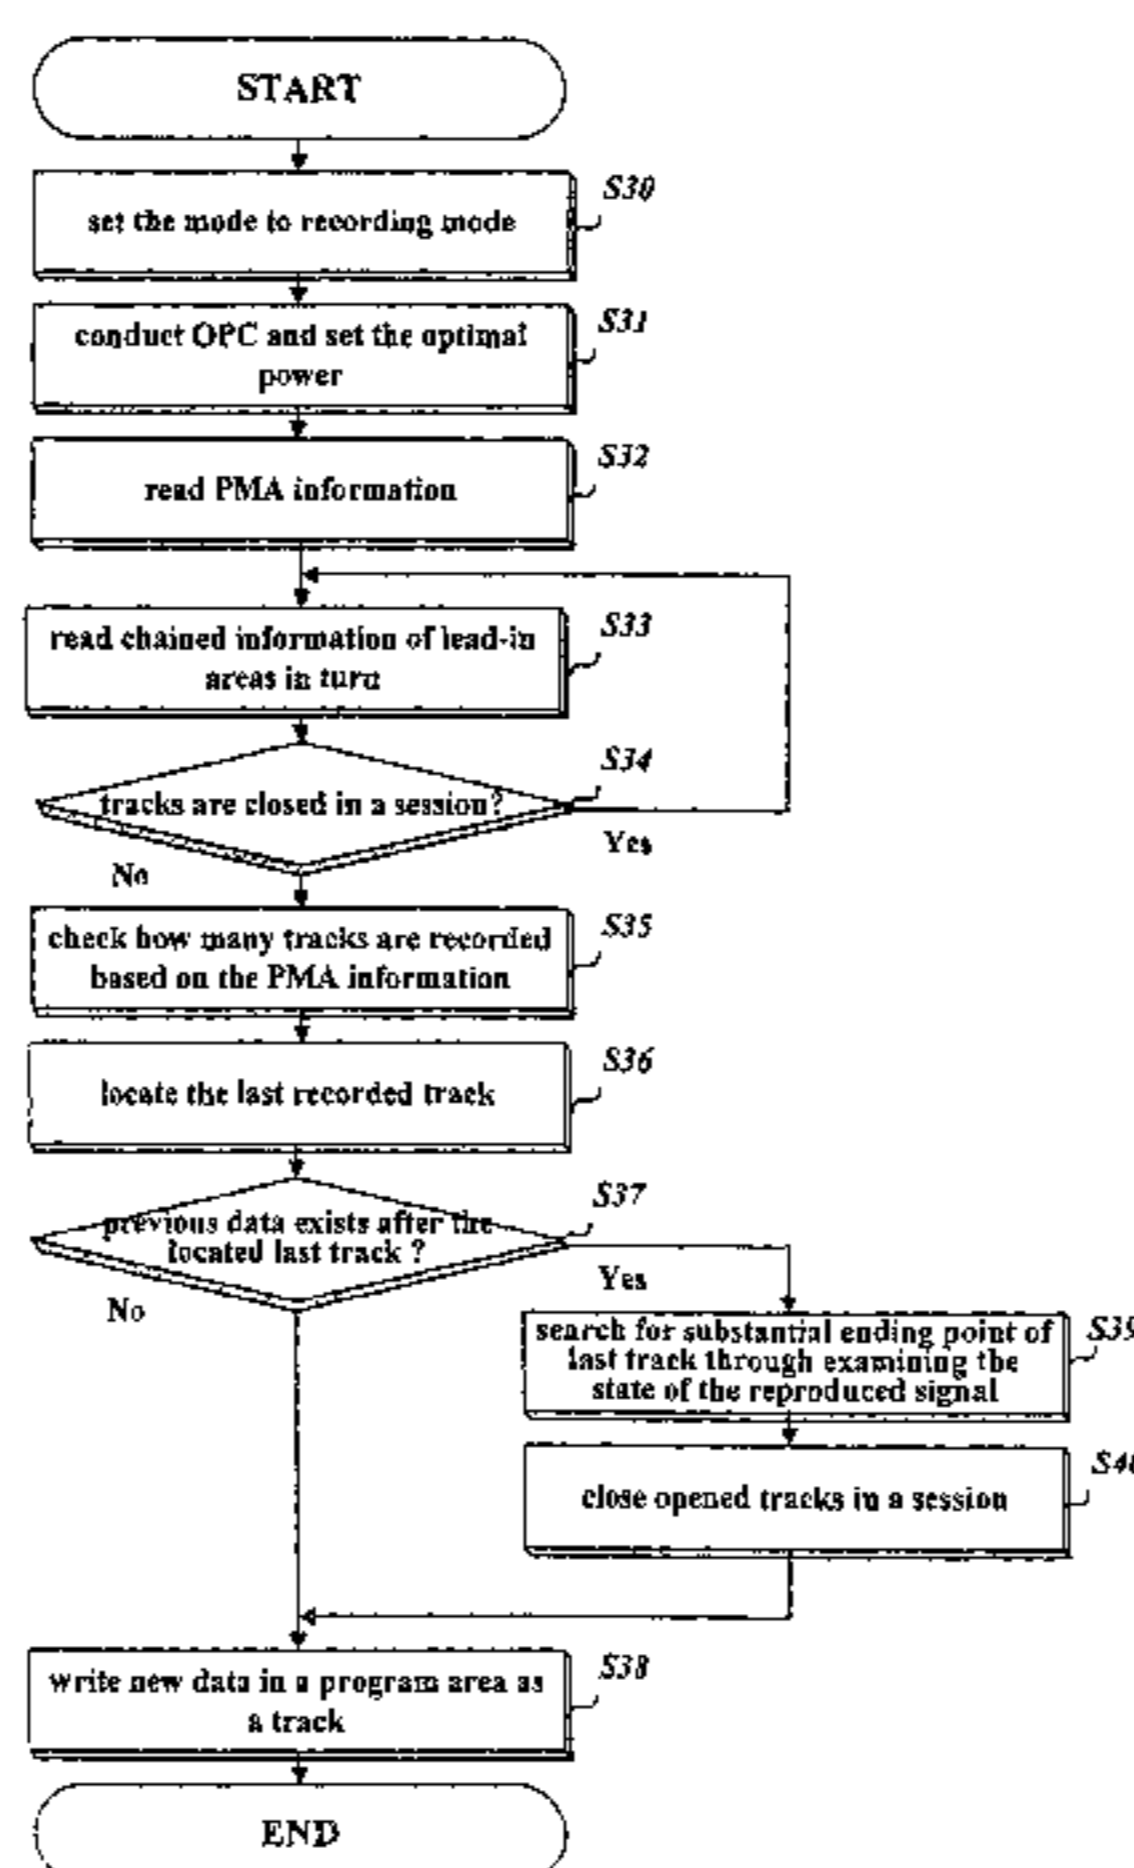 START
set the mode to recording mode
S30
conduct OPC and set the optimal
power
S31
read PMA information
S32
read chained information of lead-in
areas in turn
S33
tracks are closed in a session?
S34
Yes
No
check how many tracks are recorded
based on the PMA information
S35
locate the last recorded track
S36
previous data exists after the
located last track ?
S37
Yes
No
search for substantial ending point of
last track through examining the
state of the reproduced signal
S39
close opened tracks in a session
S40
write new data in a program area as
a track
S38
END